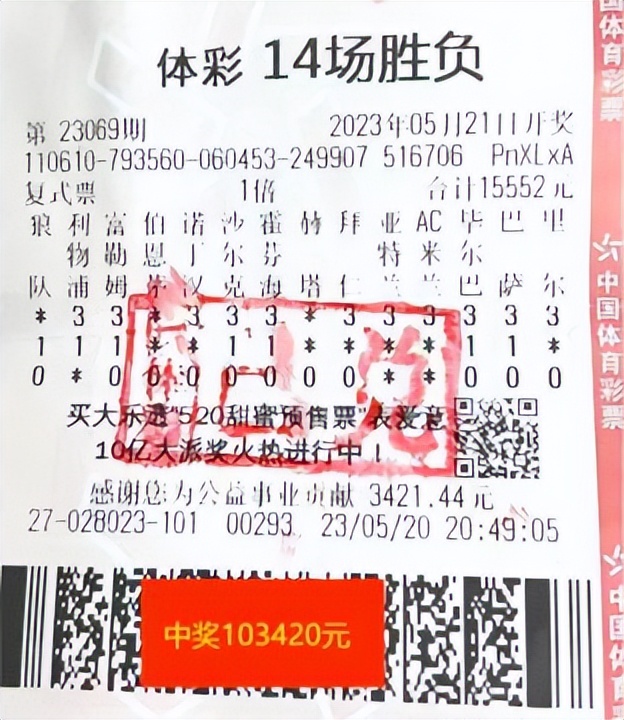 体彩 14场胜负
第 23069期 2023年05月21日开奖
110610-793560-060453-249907 516706 PnXLxA
复式票 1倍 合计15552元
狼 利 富 伯 诺 沙 霍 赫 拜 亚 AC 毕 巴 里
物 勒 恩 丁 尔 芬 特 米 尔
队 浦 姆 茅 汉 克 海 塔 仁 兰 兰 巴 萨 尔
* 3 3 * 3 3 3 * 3 3 3 3 3 3
1 1 1 * * 1 1 * * * * 1 1 *
0 * 0 0 0 0 0 0 0 * * 0 0 0
已兑
买大乐透"520甜蜜预售票"表爱意
10亿大派奖火热进行中!
感谢您为公益事业贡献 3421.44元
27-028023-101 00293 23/05/20 20:49:05
中奖103420元
国体育彩票
中国体育彩票
中国体育